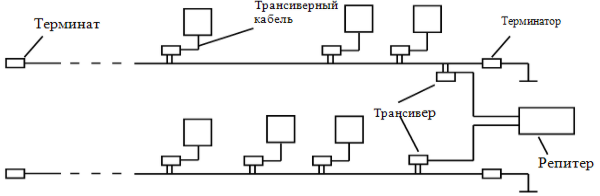 Терминат
Трансиверный
кабель
Терминатор
Трансивер
Репитер